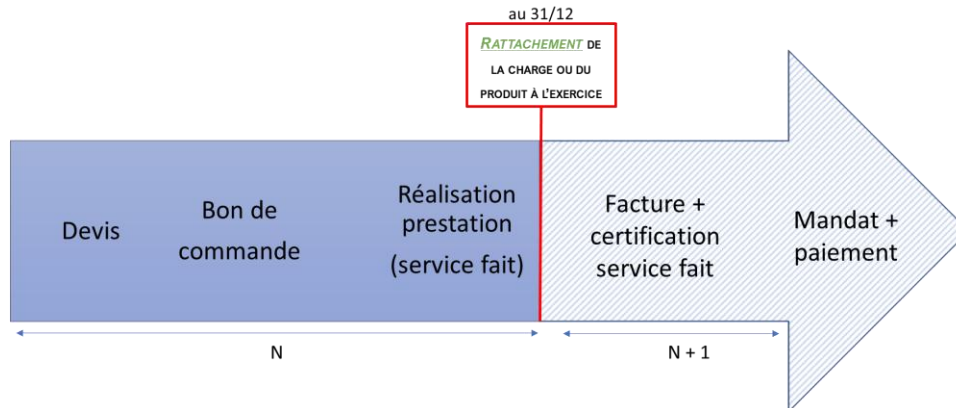 au 31/12
RATTACHEMENT DE
LA CHARGE OU DU
PRODUIT À L'EXERCICE
Devis
Bon de
commande
Réalisation
prestation
(service fait)
Facture +
certification
service fait
Mandat +
paiement
N
N + 1